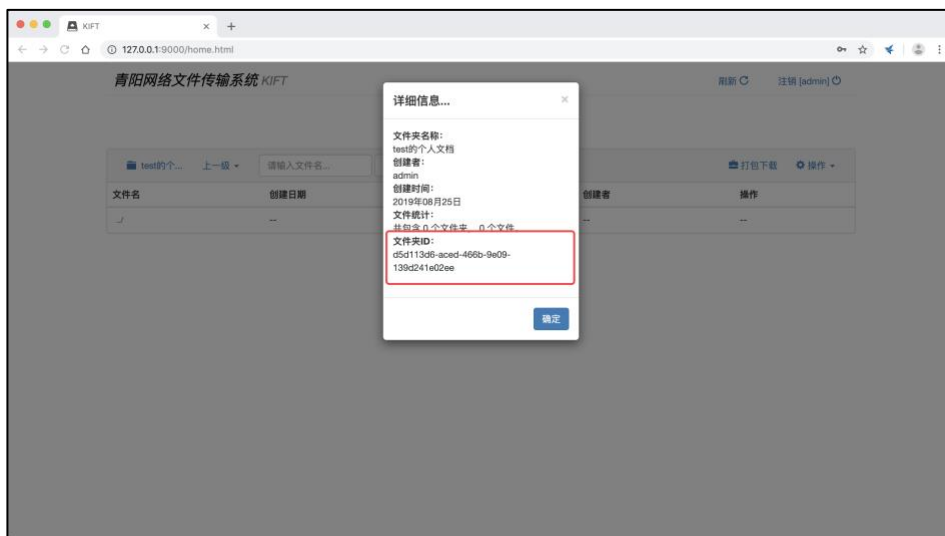 KIFT
127.0.0.1:9000/home.html
青阳网络文件传输系统 KIFT
刷新
注销 [admin]
详细信息... ×
文件夹名称：
test的个人文档
创建者：
admin
创建时间：
2019年08月25日
文件统计：
共包含 0 个文件夹， 0 个文件
文件夹ID：
d5d113d6-aced-466b-9e09-
139d241e02ee
确定
test的个... 上一级 请输入文件名... 打包下载 操作
文件名 创建日期 创建者 操作
../ -- -- --